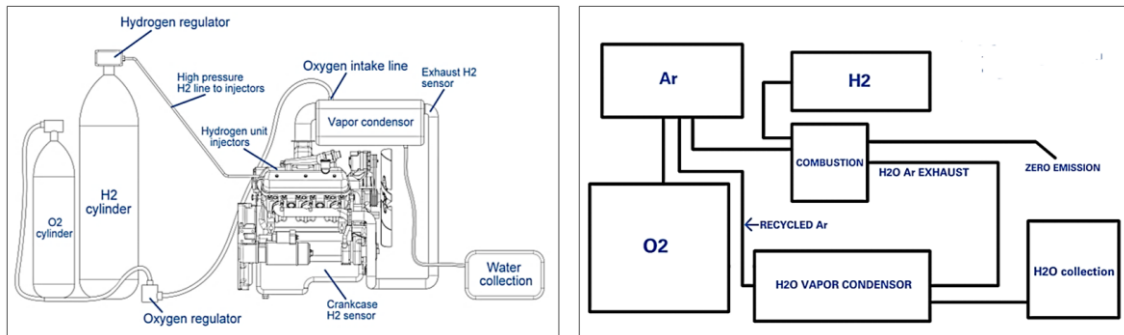 Hydrogen regulator
High pressure
H2 line to injectors
Oxygen intake line
Exhaust H2
sensor
Vapor condensor
Hydrogen unit
injectors
H2
cylinder
O2
cylinder
Water
collection
Crankcase
H2 sensor
Oxygen regulator
Ar
H2
COMBUSTION
H2O Ar EXHAUST
ZERO EMISSION
RECYCLED Ar
O2
H2O VAPOR CONDENSOR
H2O collection